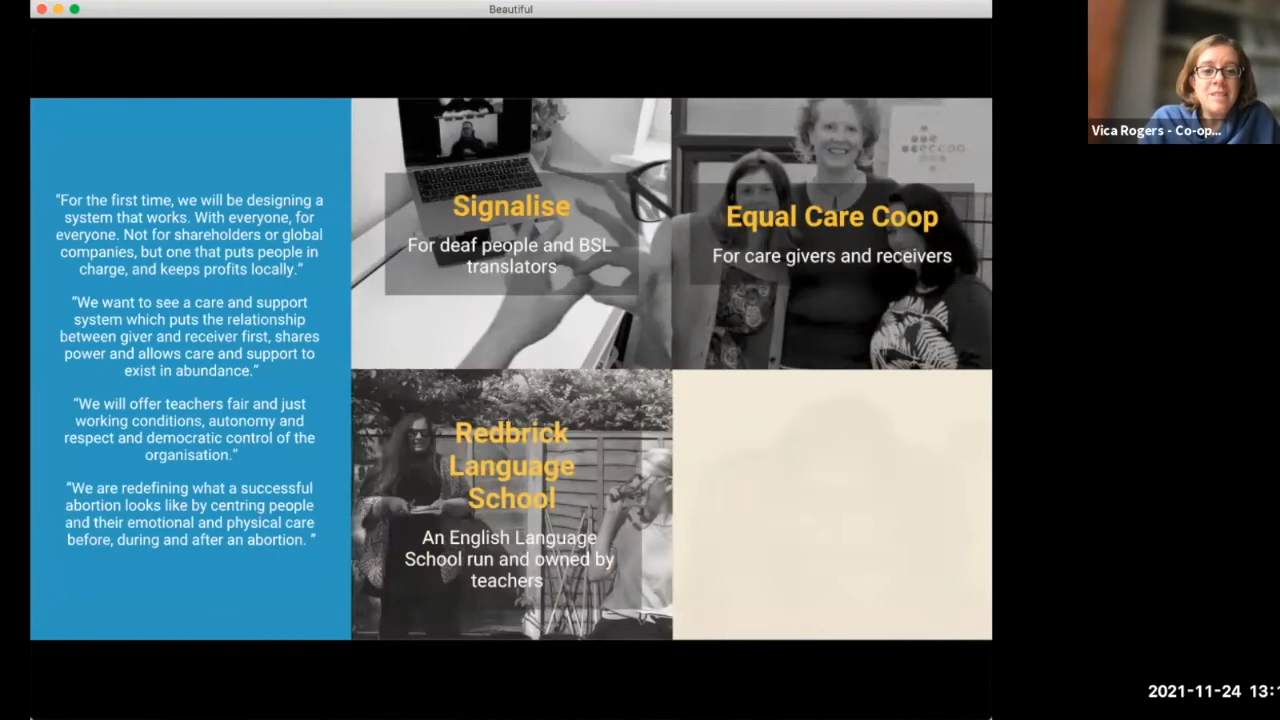 Beautiful
"For the first time, we will be designing a
system that works. With everyone, for
everyone. Not for shareholders or global
companies, but one that puts people in
charge, and keeps profits locally."
"We want to see a care and support
system which puts the relationship
between giver and receiver first, shares
power and allows care and support to
exist in abundance."
"We will offer teachers fair and just
working conditions, autonomy and
respect and democratic control of the
organisation."
"We are redefining what a successful
abortion looks like by centring people
and their emotional and physical care
before, during and after an abortion. "
Signalise
For deaf people and BSL
translators
Equal Care Coop
For care givers and receivers
Redbrick
Language
School
An English Language
School run and owned by
teachers
Vica Rogers - Co-op...
2021-11-24 13: